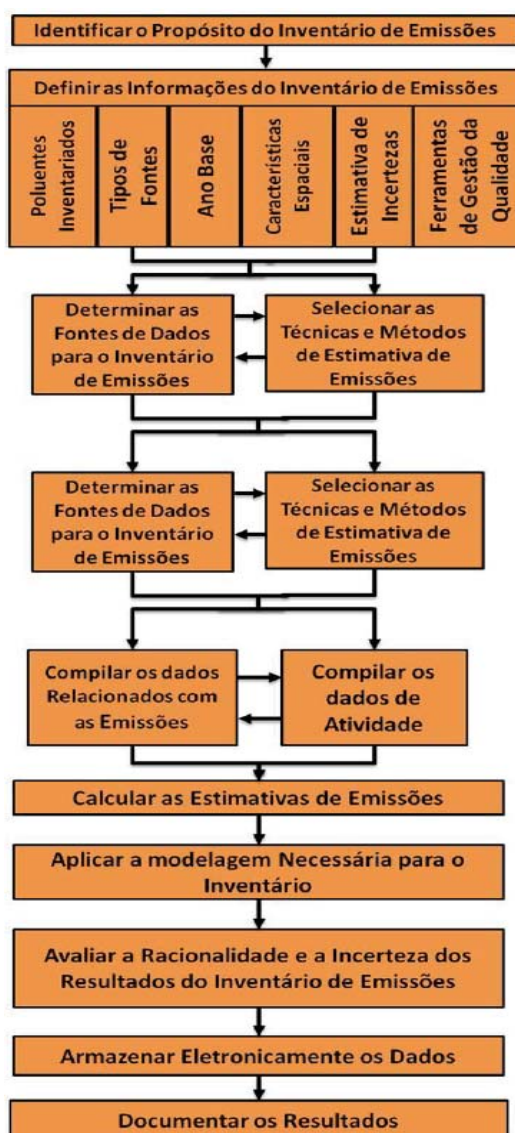 Identificar o Propósito do Inventário de Emissões
Definir as Informações do Inventário de Emissões
Poluentes
Inventariados
Tipos de
Fontes
Ano Base
Características
Espaciais
Estimativa de
Incertezas
Ferramentas
de Gestão da
Qualidade
Determinar as
Fontes de Dados
para o Inventário
de Emissões
Selecionar as
Técnicas e Métodos
de Estimativa de
Emissões
Determinar as
Fontes de Dados
para o Inventário
de Emissões
Selecionar as
Técnicas e Métodos
de Estimativa de
Emissões
Compilar os dados
Relacionados com
as Emissões
Compilar os
dados de
Atividade
Calcular as Estimativas de Emissões
Aplicar a modelagem Necessária para o
Inventário
Avaliar a Racionalidade e a Incerteza dos
Resultados do Inventário de Emissões
Armazenar Eletronicamente os Dados
Documentar os Resultados